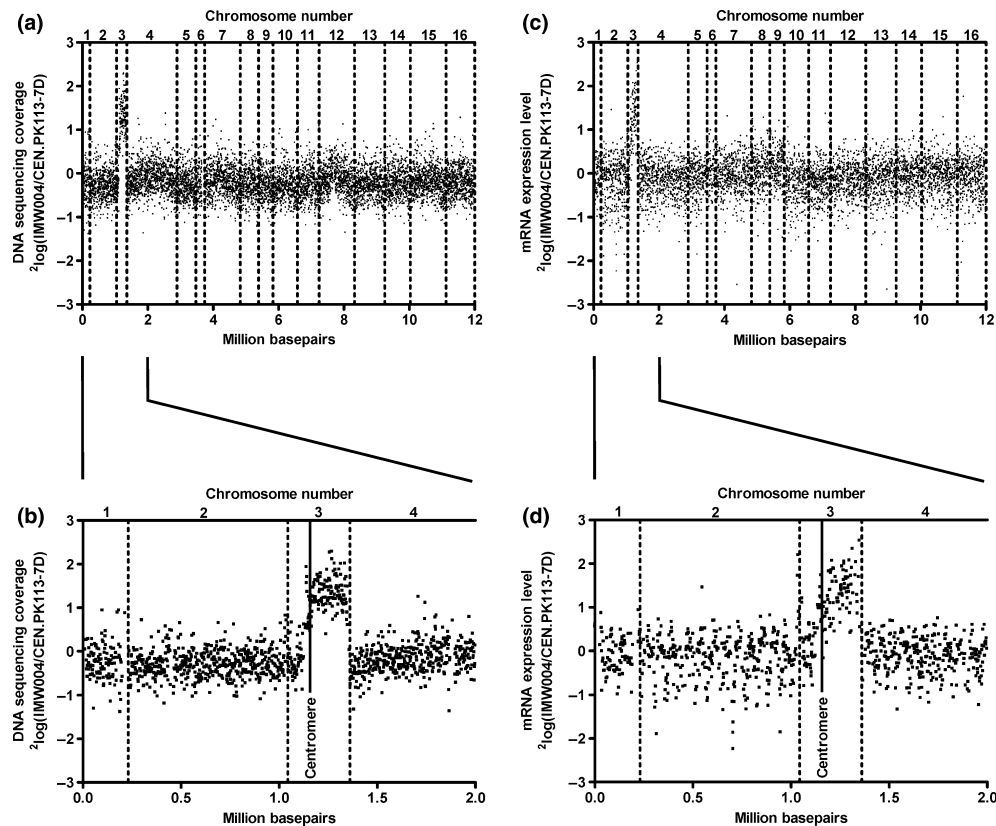 (a)
Chromosome number
1 2 3 4 5 6 7 8 9 10 11 12 13 14 15 16
DNA sequencing coverage
²log(IMW004/CEN.PK113-7D)
3
2
1
0
–1
–2
–3
0 2 4 6 8 10 12
Million basepairs
(c)
Chromosome number
1 2 3 4 5 6 7 8 9 10 11 12 13 14 15 16
mRNA expression level
²log(IMW004/CEN.PK113-7D)
3
2
1
0
–1
–2
–3
0 2 4 6 8 10 12
Million basepairs
(b)
Chromosome number
1 2 3 4
DNA sequencing coverage
²log(IMW004/CEN.PK113-7D)
3
2
1
0
–1
–2
–3
Centromere
0.0 0.5 1.0 1.5 2.0
Million basepairs
(d)
Chromosome number
1 2 3 4
mRNA expression level
²log(IMW004/CEN.PK113-7D)
3
2
1
0
–1
–2
–3
Centromere
0.0 0.5 1.0 1.5 2.0
Million basepairs